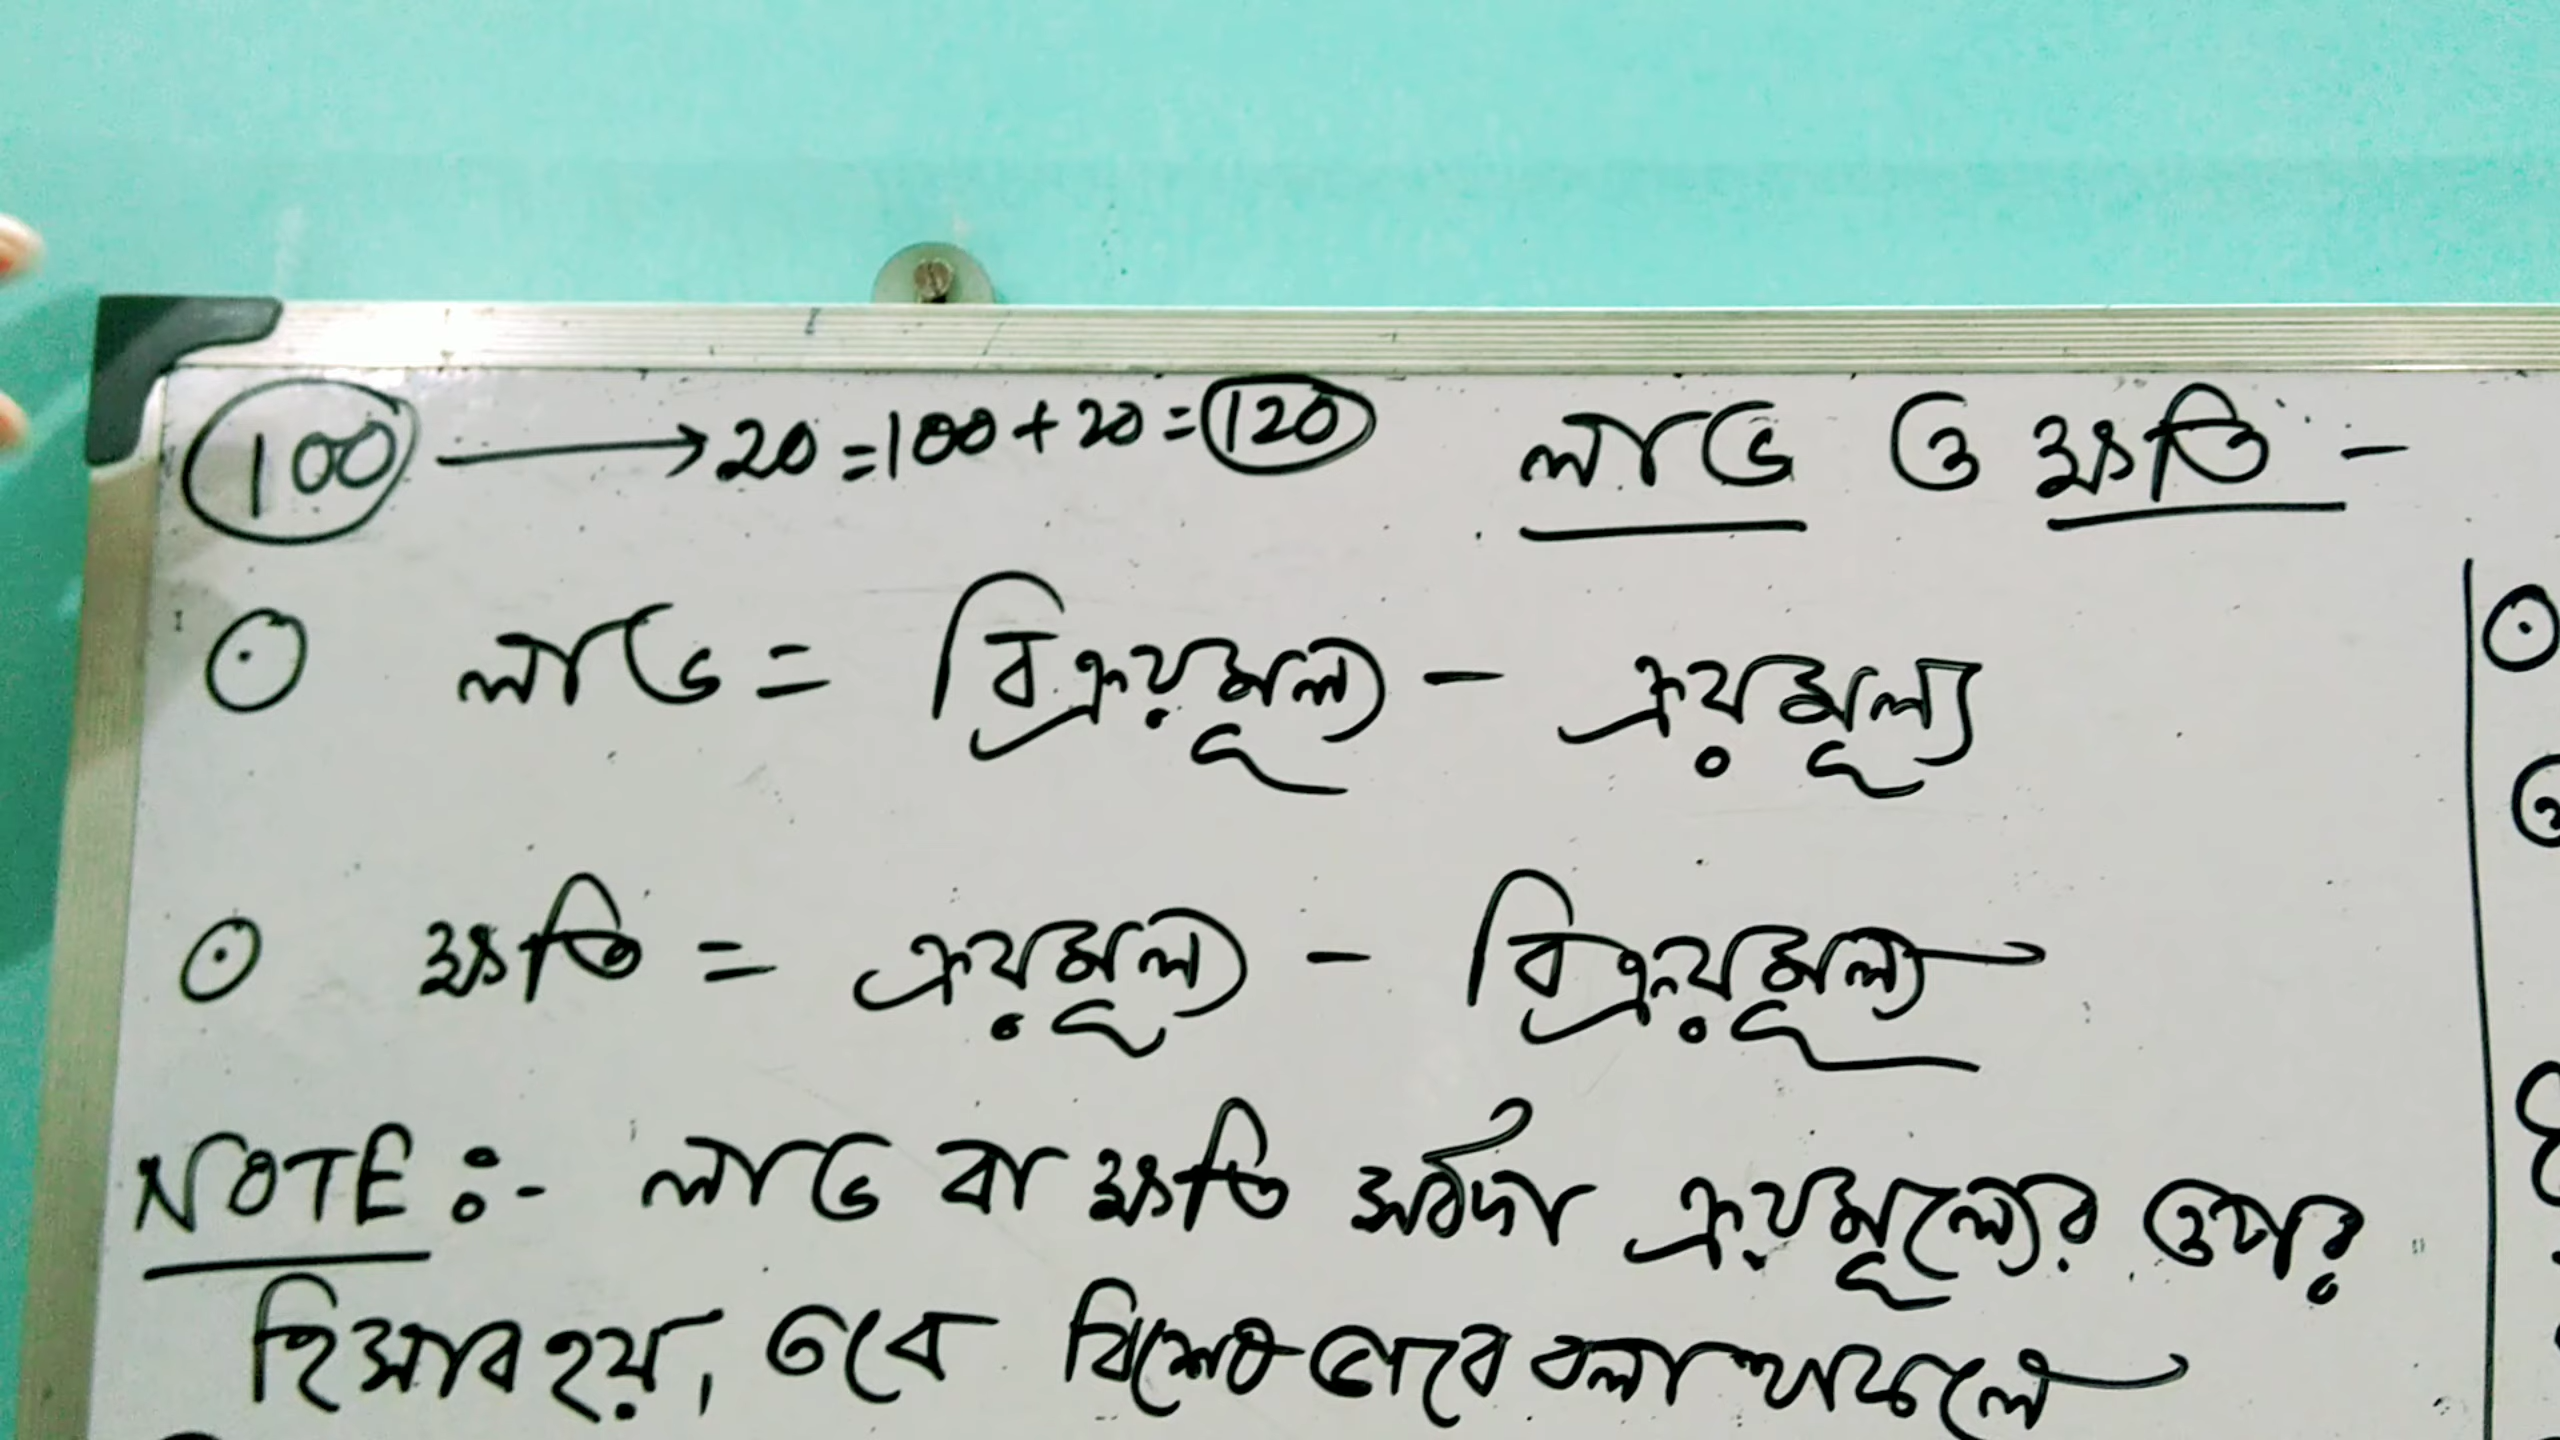 100 → 20 = 100 + 20 = 120 লাভ ও ক্ষতি -
⊙ লাভ = বিক্রয়মূল্য - ক্রয়মূল্য
⊙ ক্ষতি = ক্রয়মূল্য - বিক্রয়মূল্য
NOTE :- লাভ বা ক্ষতি সর্বদা ক্রয়মূল্যের ওপর
হিসাব হয়, তবে বিশেষ ভাবে বলা থাকলে